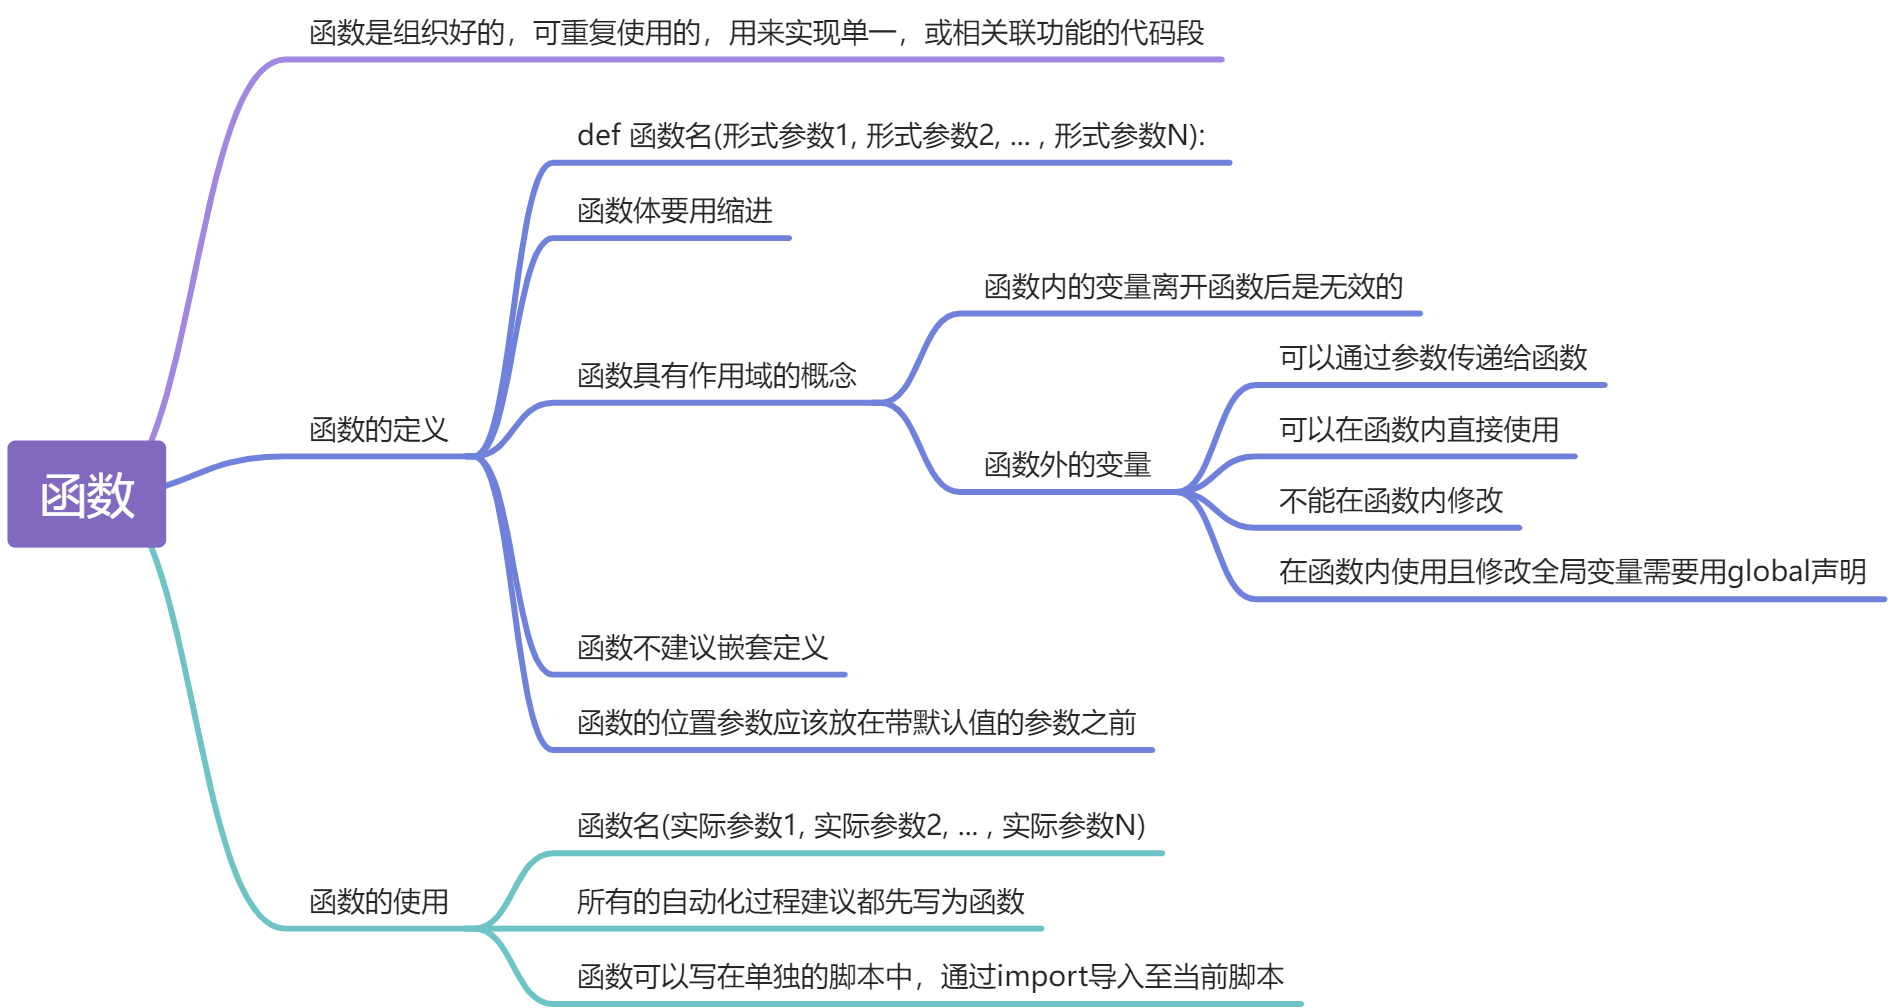 函数
函数是组织好的，可重复使用的，用来实现单一，或相关联功能的代码段
函数的定义
def 函数名(形式参数1, 形式参数2, ... , 形式参数N):
函数体要用缩进
函数具有作用域的概念
函数内的变量离开函数后是无效的
函数外的变量
可以通过参数传递给函数
可以在函数内直接使用
不能在函数内修改
在函数内使用且修改全局变量需要用global声明
函数不建议嵌套定义
函数的位置参数应该放在带默认值的参数之前
函数的使用
函数名(实际参数1, 实际参数2, ... , 实际参数N)
所有的自动化过程建议都先写为函数
函数可以写在单独的脚本中，通过import导入至当前脚本